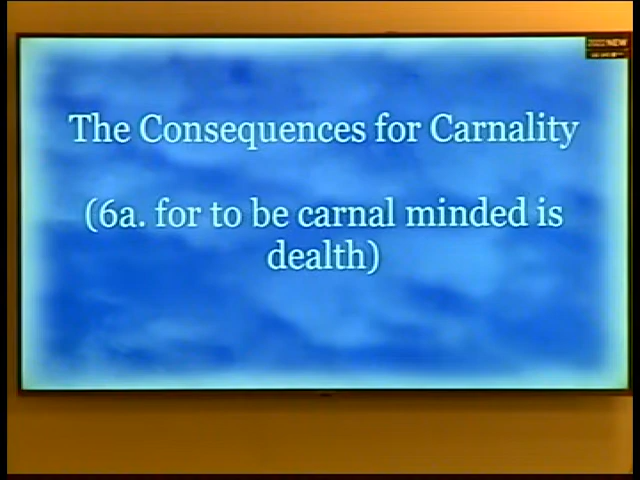 The Consequences for Carnality
(6a. for to be carnal minded is
dealth)